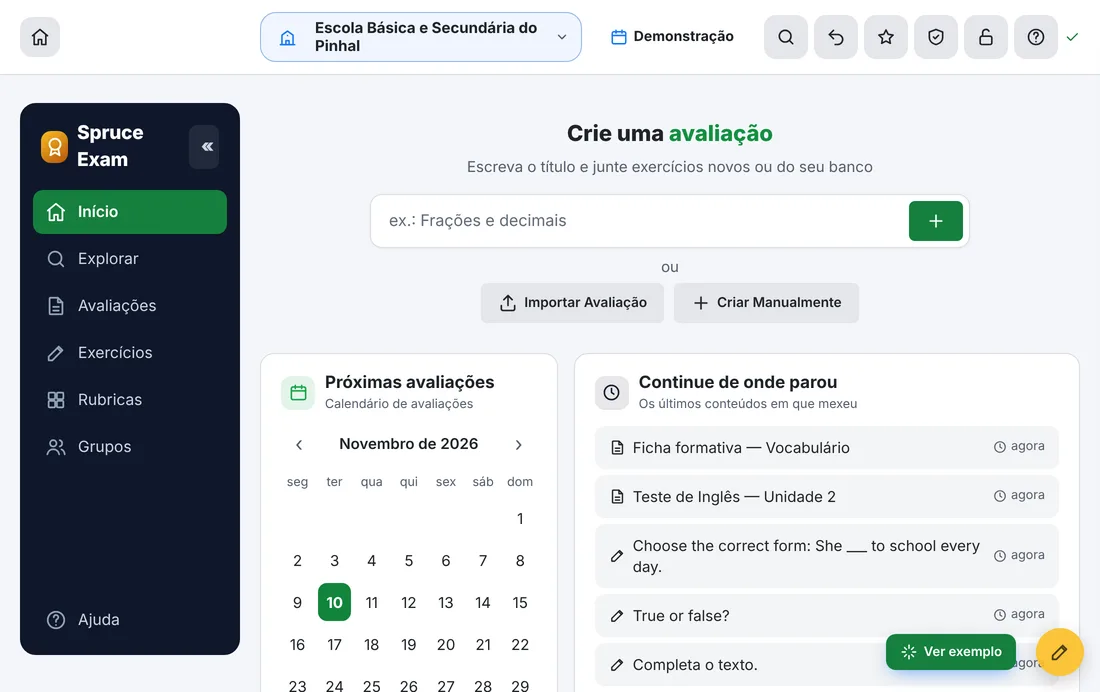 Escola Básica e Secundária do
Pinhal
Demonstração
Spruce
Exam
Início
Explorar
Avaliações
Exercícios
Rubricas
Grupos
Ajuda
Crie uma avaliação
Escreva o título e junte exercícios novos ou do seu banco
ex.: Frações e decimais
ou
Importar Avaliação
Criar Manualmente
Próximas avaliações
Calendário de avaliações
Novembro de 2026
seg ter qua qui sex sáb dom
1
2 3 4 5 6 7 8
9 10 11 12 13 14 15
16 17 18 19 20 21 22
23 24 25 26 27 28 29
Continue de onde parou
Os últimos conteúdos em que mexeu
Ficha formativa — Vocabulário agora
Teste de Inglês — Unidade 2 agora
Choose the correct form: She ___ to school every
day.
agora
True or false? agora
Completa o texto. agora
Ver exemplo